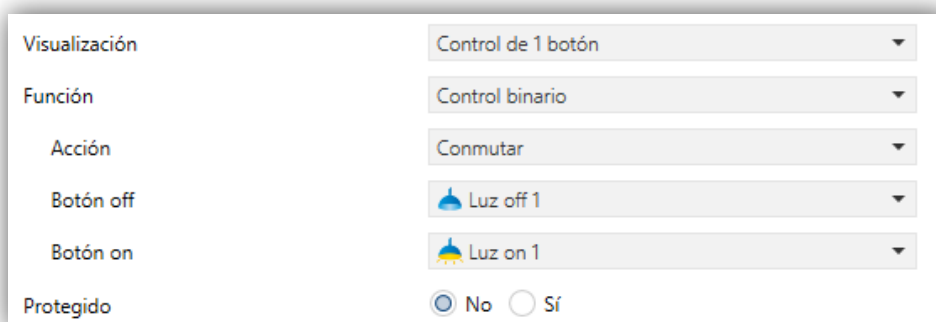 Visualización Control de 1 botón
Función Control binario
Acción Conmutar
Botón off Luz off 1
Botón on Luz on 1
Protegido No Sí